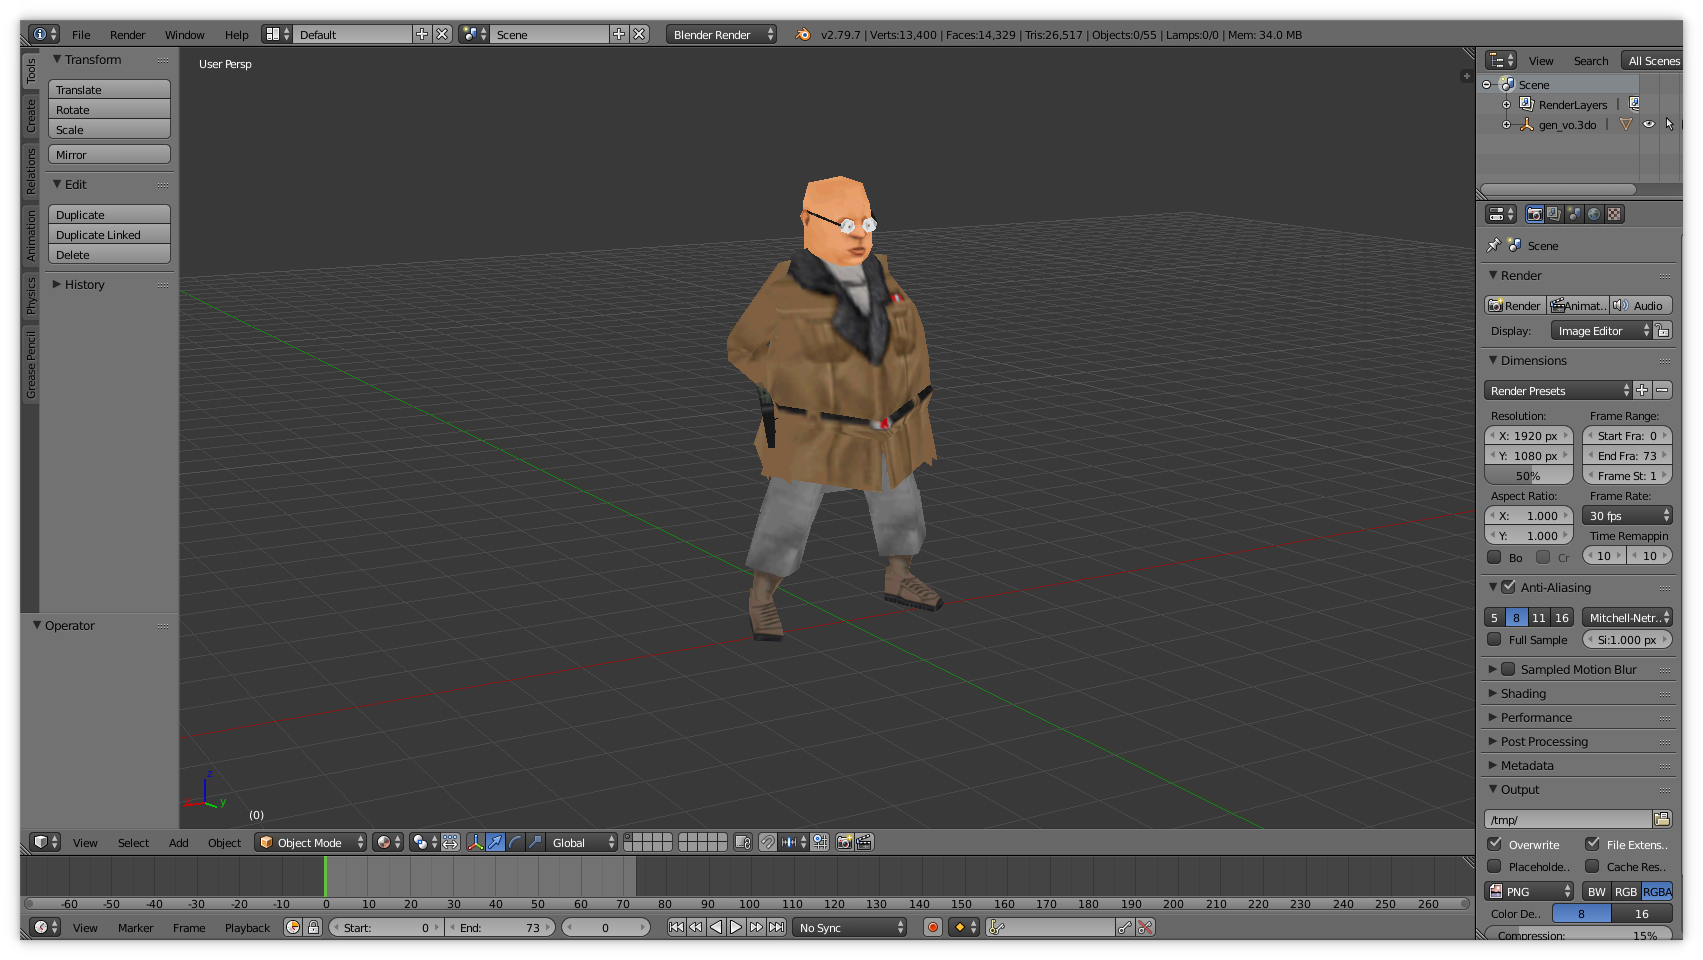 File Render Window Help Default Scene Blender Render v2.79.7 | Verts:13,400 | Faces:14,329 | Tris:26,517 | Objects:0/55 | Lamps:0/0 | Mem: 34.0 MB
Tools
Create
Relations
Animation
Physics
Grease Pencil
Transform
Translate
Rotate
Scale
Mirror
Edit
Duplicate
Duplicate Linked
Delete
History
Operator
User Persp
z
y
(0)
View Search All Scenes
Scene
RenderLayers |
gen_vo.3do |
Scene
Render
Render Animat.. Audio
Display: Image Editor
Dimensions
Render Presets
Resolution: Frame Range:
X: 1920 px Start Fra: 0
Y: 1080 px End Fra: 73
50% Frame St: 1
Aspect Ratio: Frame Rate:
X: 1.000 30 fps
Y: 1.000 Time Remappin
Bo Cr 10 10
Anti-Aliasing
5 8 11 16 Mitchell-Netr..
Full Sample Si:1.000 px
Sampled Motion Blur
Shading
Performance
Post Processing
Metadata
Output
/tmp/
Overwrite File Extens..
Placeholde.. Cache Res..
PNG BW RGB RGBA
Color De.. 8 16
Compression: 15%
View Select Add Object Object Mode Global
-60 -50 -40 -30 -20 -10 0 10 20 30 40 50 60 70 80 90 100 110 120 130 140 150 160 170 180 190 200 210 220 230 240 250 260
View Marker Frame Playback Start: 0 End: 73 0 No Sync